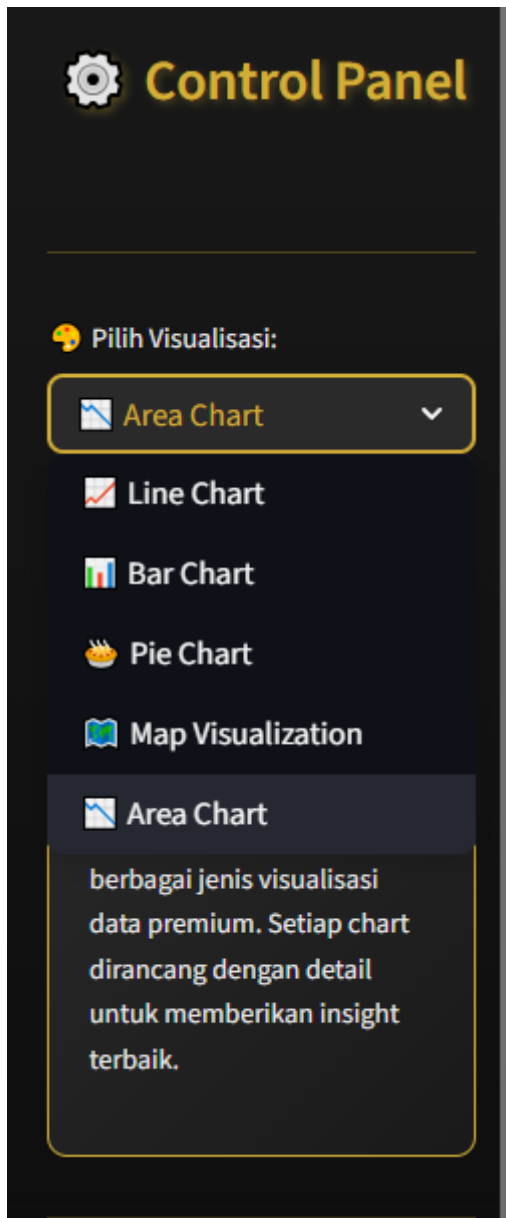 Control Panel
Pilih Visualisasi:
Area Chart
Line Chart
Bar Chart
Pie Chart
Map Visualization
Area Chart
berbagai jenis visualisasi
data premium. Setiap chart
dirancang dengan detail
untuk memberikan insight
terbaik.